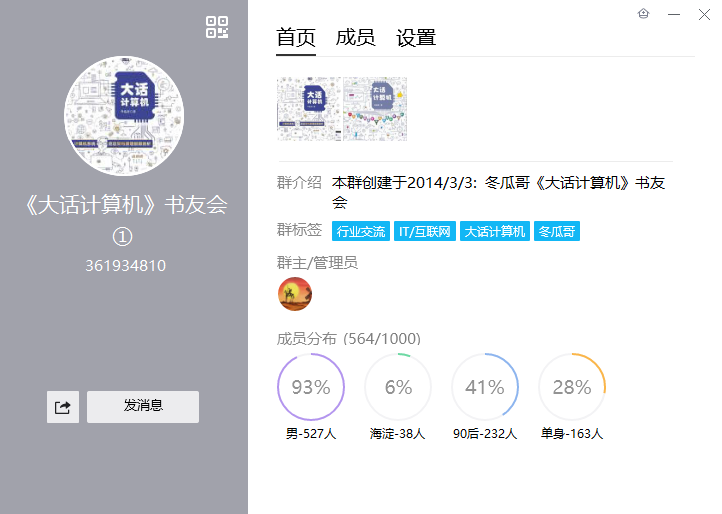 首页 成员 设置
大话
计算机
大话
计算机
大话
计算机
《大话计算机》书友会
①
361934810
发消息
群介绍 本群创建于2014/3/3: 冬瓜哥《大话计算机》书友
会
群标签 行业交流 IT/互联网 大话计算机 冬瓜哥
群主/管理员
成员分布 (564/1000)
93% 6% 41% 28%
男-527人 海淀-38人 90后-232人 单身-163人